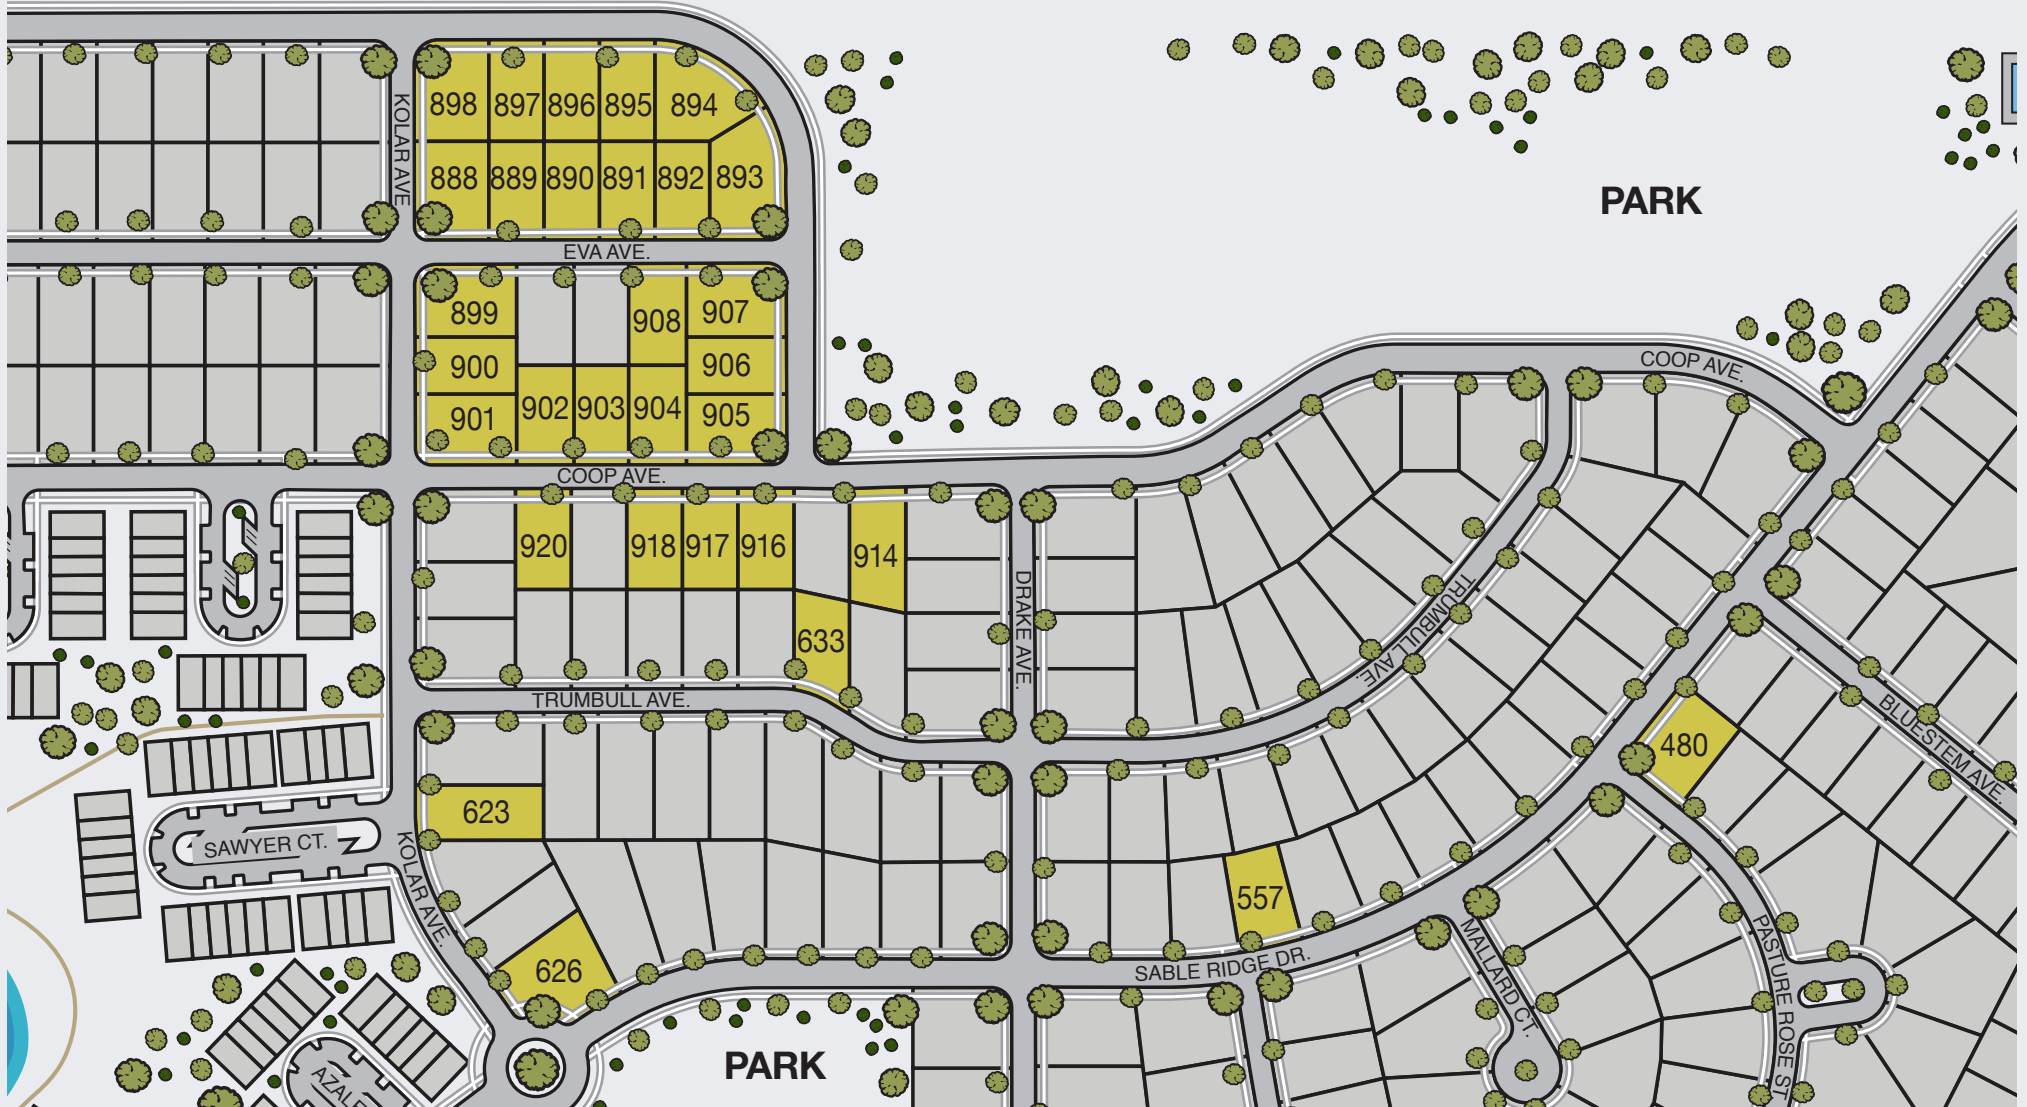 898 897 896 895 894
KOLAR AVE
888 889 890 891 892 893
PARK
EVA AVE.
899 908 907
900 906
COOP AVE.
901 902 903 904 905
COOP AVE.
920 918 917 916 914
DRAKE AVE.
TRUMBULL AVE.
633
TRUMBULL AVE.
480
BLUESTEM AVE.
623
SAWYER CT.
KOLAR AVE.
557
626
SABLE RIDGE DR.
MALLARD CT.
PASTURE ROSE ST
PARK
AZALE